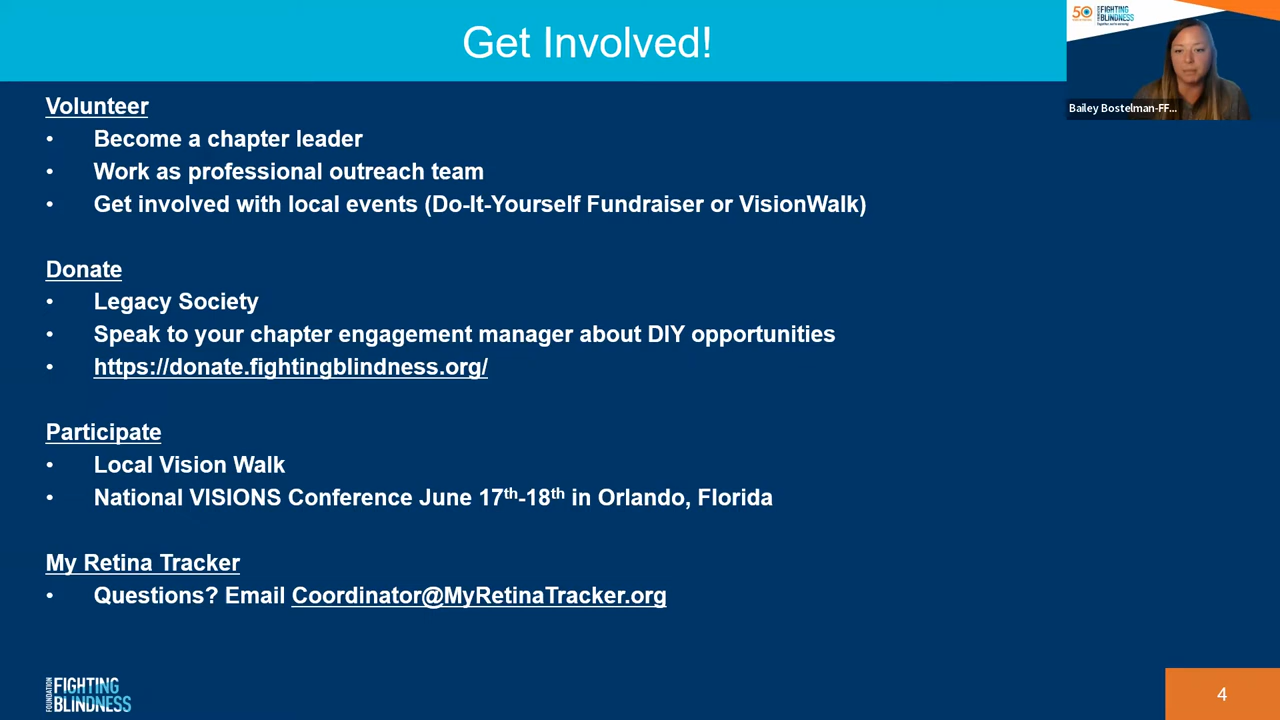 Get Involved!
Volunteer
• Become a chapter leader
• Work as professional outreach team
• Get involved with local events (Do-It-Yourself Fundraiser or VisionWalk)
Donate
• Legacy Society
• Speak to your chapter engagement manager about DIY opportunities
• https://donate.fightingblindness.org/
Participate
• Local Vision Walk
• National VISIONS Conference June 17th-18th in Orlando, Florida
My Retina Tracker
• Questions? Email Coordinator@MyRetinaTracker.org
FOUNDATION FIGHTING BLINDNESS
4
50
FIGHTING
BLINDNESS
Bailey Bostelman-FF...